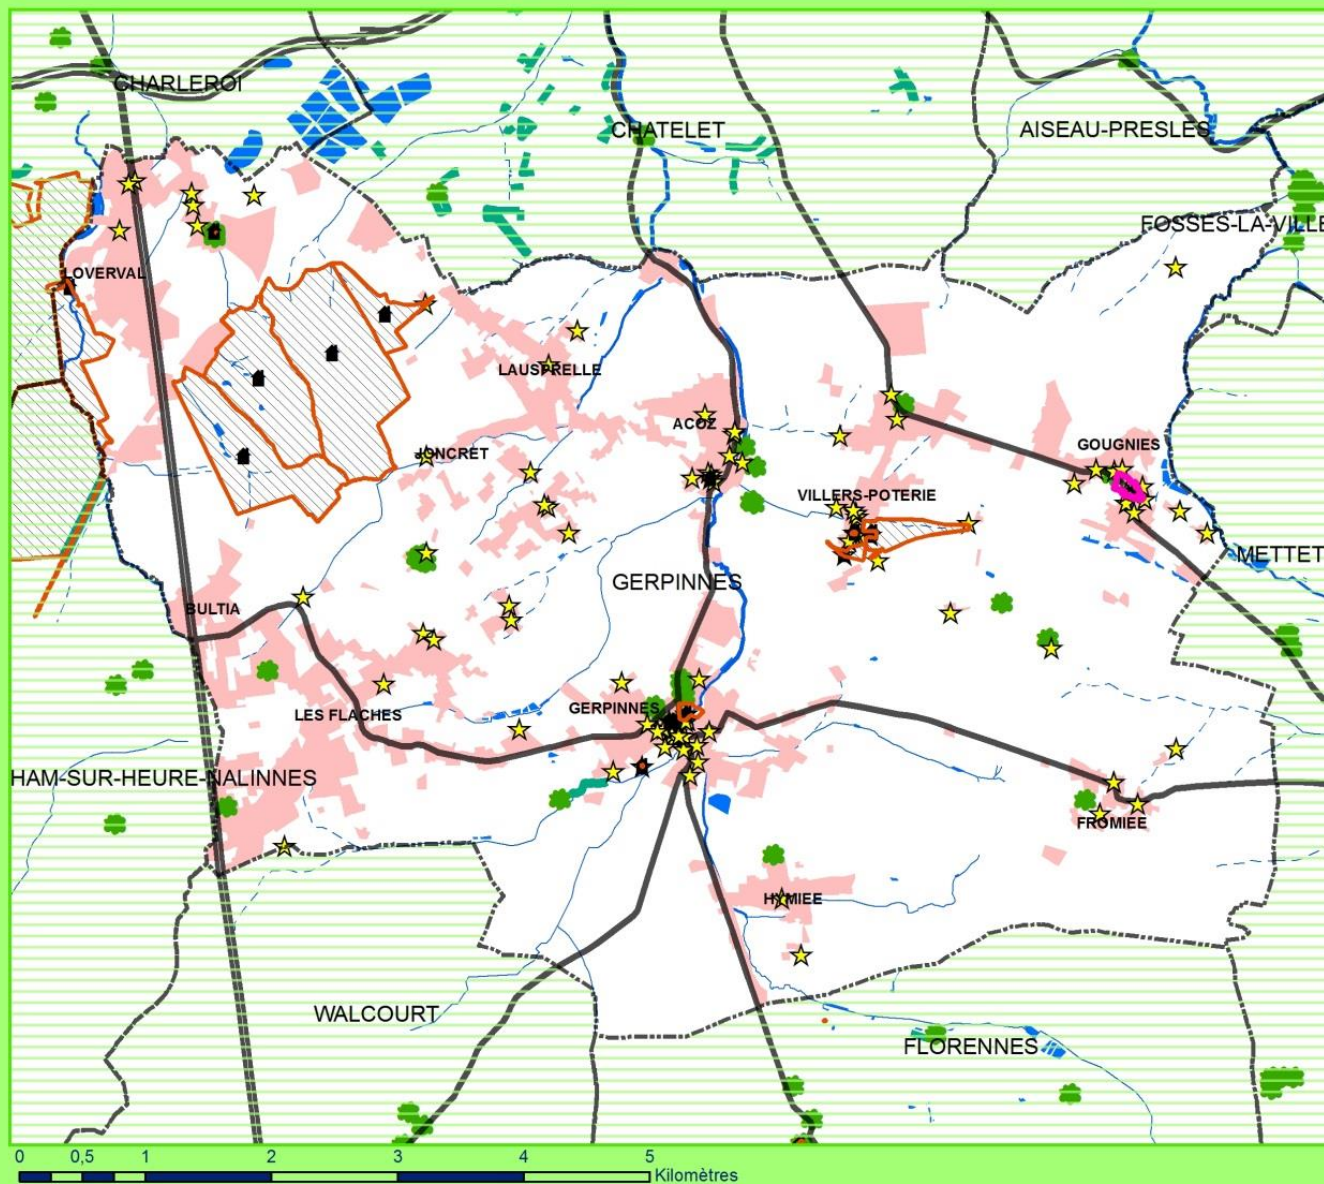 CHARLEROI
CHATELET
AISEAU-PRESLES
FOSSES-LA-VILLE
LOVERVAL
LAUSPRELLE
ACOZ
JONCRET
GOUGNIES
VILLERS-POTERIE
METTET
GERPINNES
BULTIA
GERPINNES
LES FLACHES
HAM-SUR-HEURE-NALINNES
FROMIEE
HYMIEE
WALCOURT
FLORENNES
0 0,5 1 2 3 4 5
Kilomètres